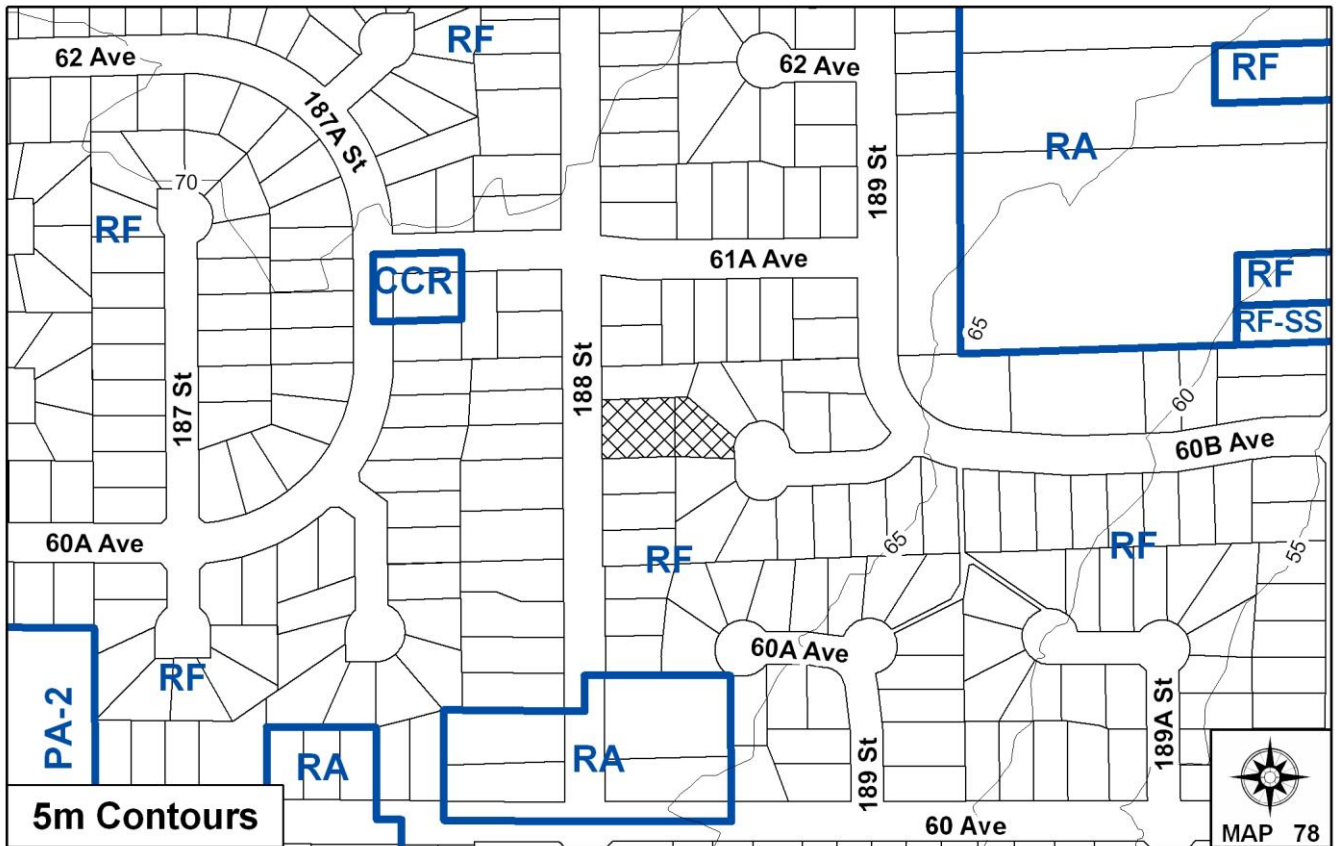 RF
62 Ave
62 Ave
RF
187A St
RA
189 St
70
RF
61A Ave
RF
CCR
RF-SS
65
188 St
187 St
60
60B Ave
60A Ave
65
RF
RF
55
60A Ave
RF
PA-2
189A St
RA
RA
189 St
5m Contours
60 Ave
MAP 78